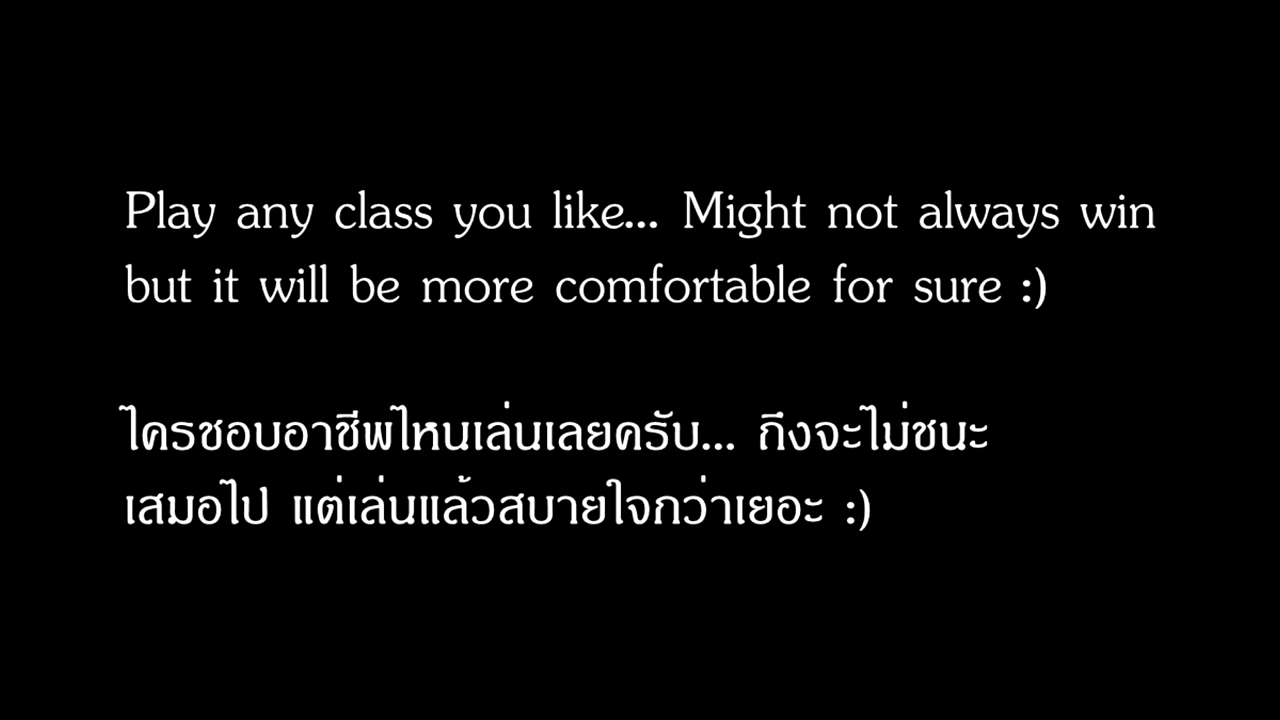 Play any class you like... Might not always win
but it will be more comfortable for sure :)
ใครชอบอาชีพไหนเล่นเลยครับ... ถึงจะไม่ชนะ
เสมอไป แต่เล่นแล้วสบายใจกว่าเยอะ :)